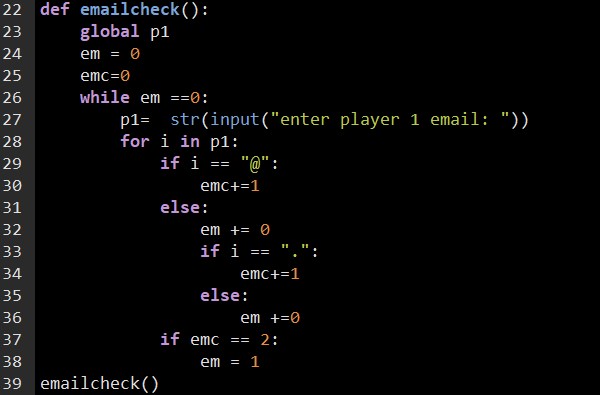 22 def emailcheck():
23     global p1
24     em = 0
25     emc=0
26     while em ==0:
27         p1=  str(input("enter player 1 email: "))
28         for i in p1:
29             if i == "@":
30                 emc+=1
31             else:
32                 em += 0
33                 if i == ".":
34                     emc+=1
35                 else:
36                     em +=0
37             if emc == 2:
38                 em = 1
39 emailcheck()